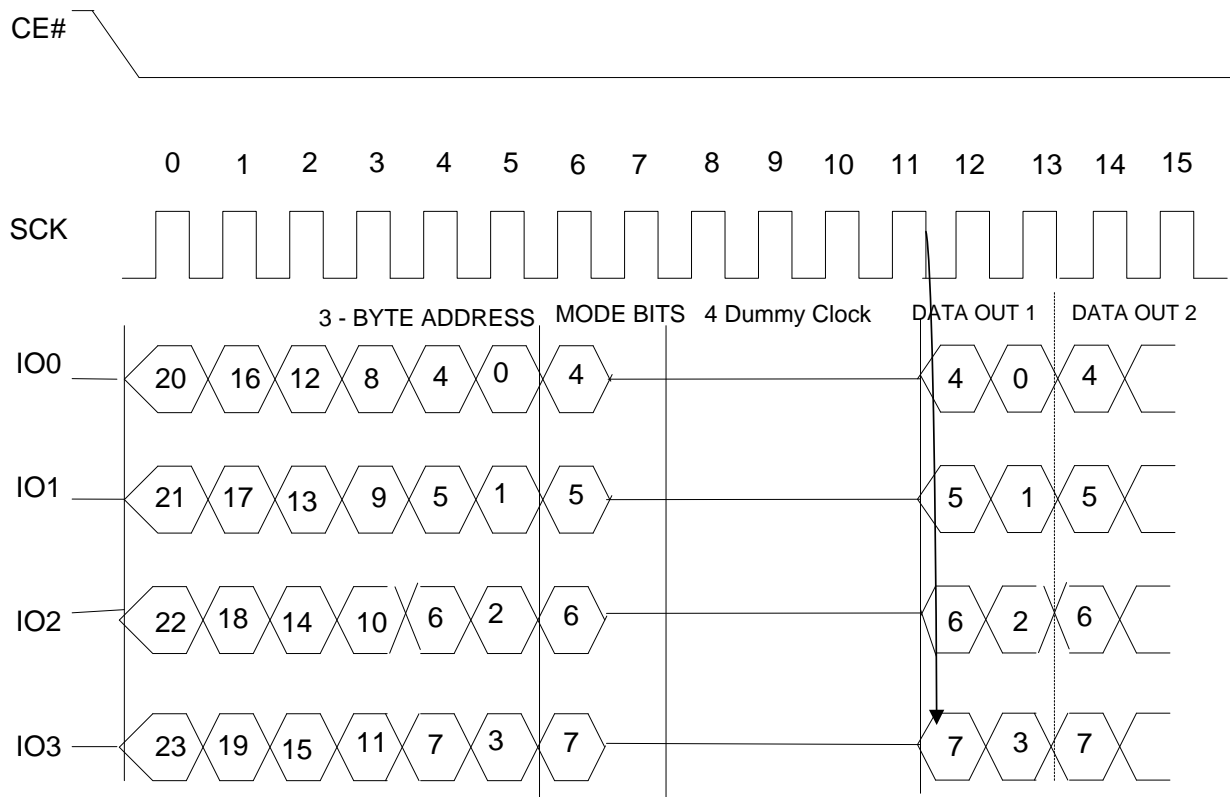 CE#
0 1 2 3 4 5 6 7 8 9 10 11 12 13 14 15
SCK
3 - BYTE ADDRESS MODE BITS 4 Dummy Clock DATA OUT 1 DATA OUT 2
IO0 20 16 12 8 4 0 4 4 0 4
IO1 21 17 13 9 5 1 5 5 1 5
IO2 22 18 14 10 6 2 6 6 2 6
IO3 23 19 15 11 7 3 7 7 3 7